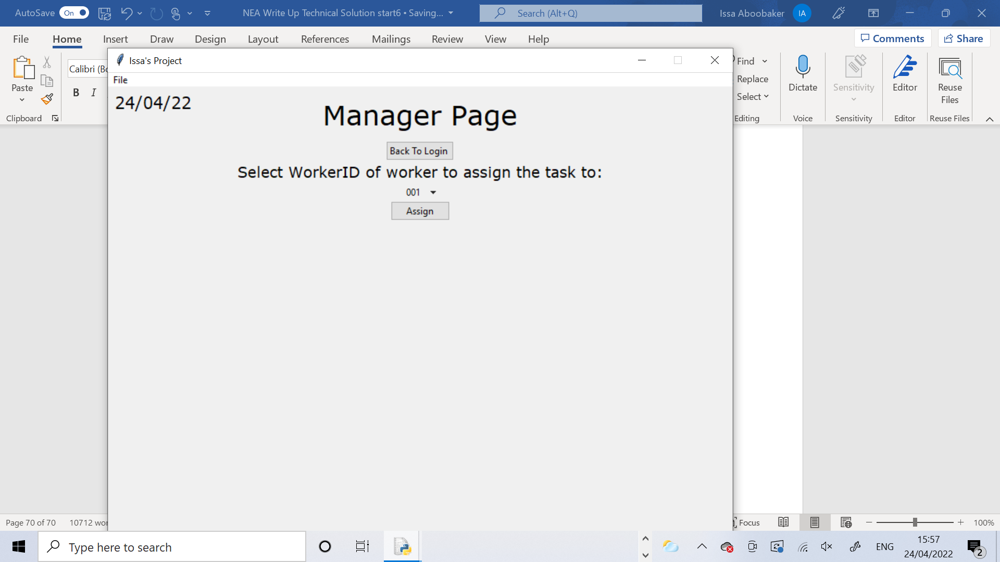 AutoSave On
NEA Write Up Technical Solution start6 • Saving...
Search (Alt+Q)
Issa Aboobaker IA
File Home Insert Draw Design Layout References Mailings Review View Help
Comments Share
Paste
Clipboard
Calibri (Bo
B I
Find
Replace
Select
Editing
Dictate
Voice
Sensitivity
Sensitivity
Editor
Editor
Reuse
Files
Reuse Files
Issa's Project
File
24/04/22
Manager Page
Back To Login
Select WorkerID of worker to assign the task to:
001
Assign
Page 70 of 70 10712 wor
Focus
100%
Type here to search
ENG
15:57
24/04/2022
2